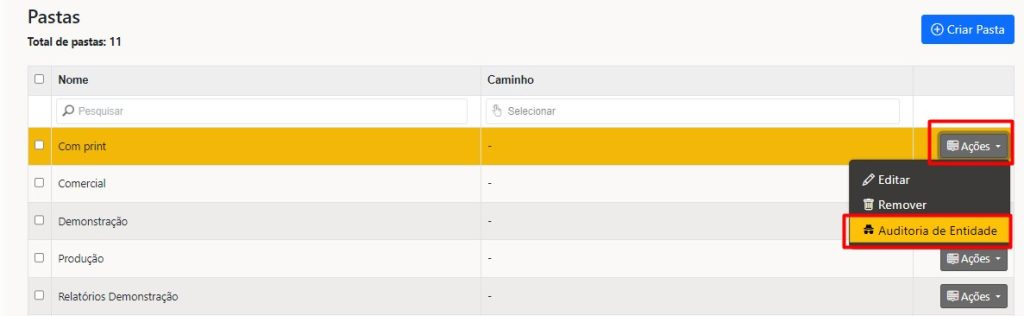 Pastas
Total de pastas: 11
Criar Pasta
Nome Caminho
Pesquisar Selecionar
Com print - Ações
Comercial -
Editar
Remover
Demonstração -
Auditoria de Entidade
Produção - Ações
Relatórios Demonstração - Ações